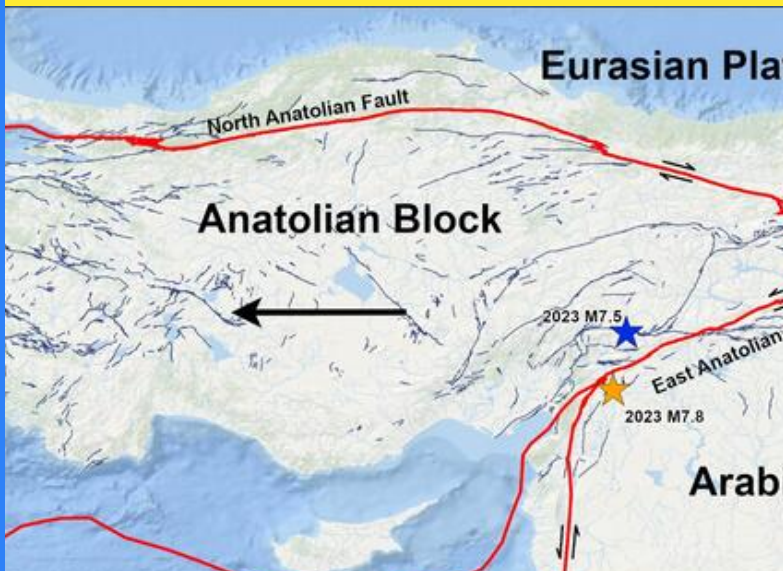 Eurasian Pla
North Anatolian Fault
Anatolian Block
2023 M7.5
East Anatolian
2023 M7.8
Arab